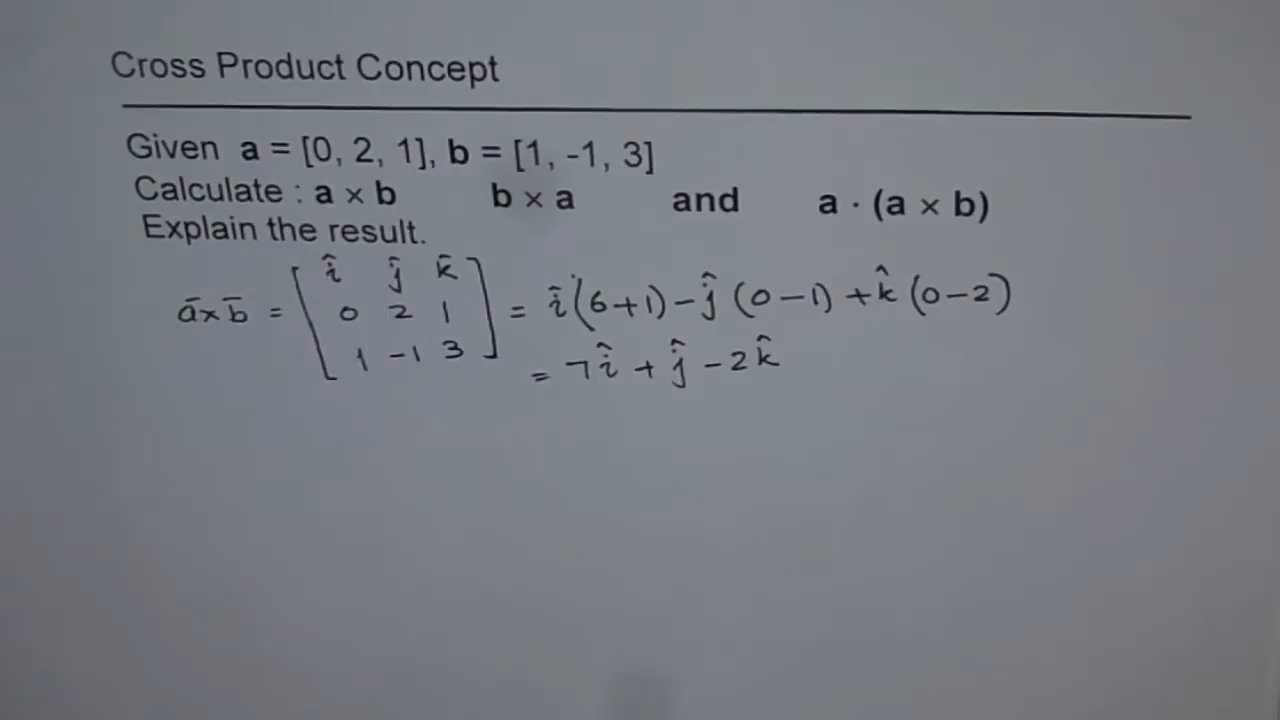 Cross Product Concept
Given a = [0, 2, 1], b = [1, -1, 3]
Calculate : a × b b × a and a · (a × b)
Explain the result.
a̅ × b̅ = [ î ĵ k̂ = î(6+1) − ĵ(0−1) + k̂(0−2)
0 2 1
1 −1 3 ]
= 7î + ĵ − 2k̂